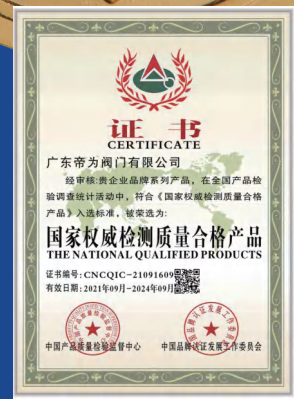 证 书
CERTIFICATE
广东帝为阀门有限公司
经审核:贵企业品牌系列产品，在全国产品检
验调查统计活动中，符合《国家权威检测质量合格
产品》入选标准，被荣选为:
国家权威检测质量合格产品
THE NATIONAL QUALIFIED PRODUCTS
证书编号: CNCQIC-21091609
有效日期: 2021年09月-2024年09月
中国产品质量检验监督中心 中国品牌认证发展工作委员会